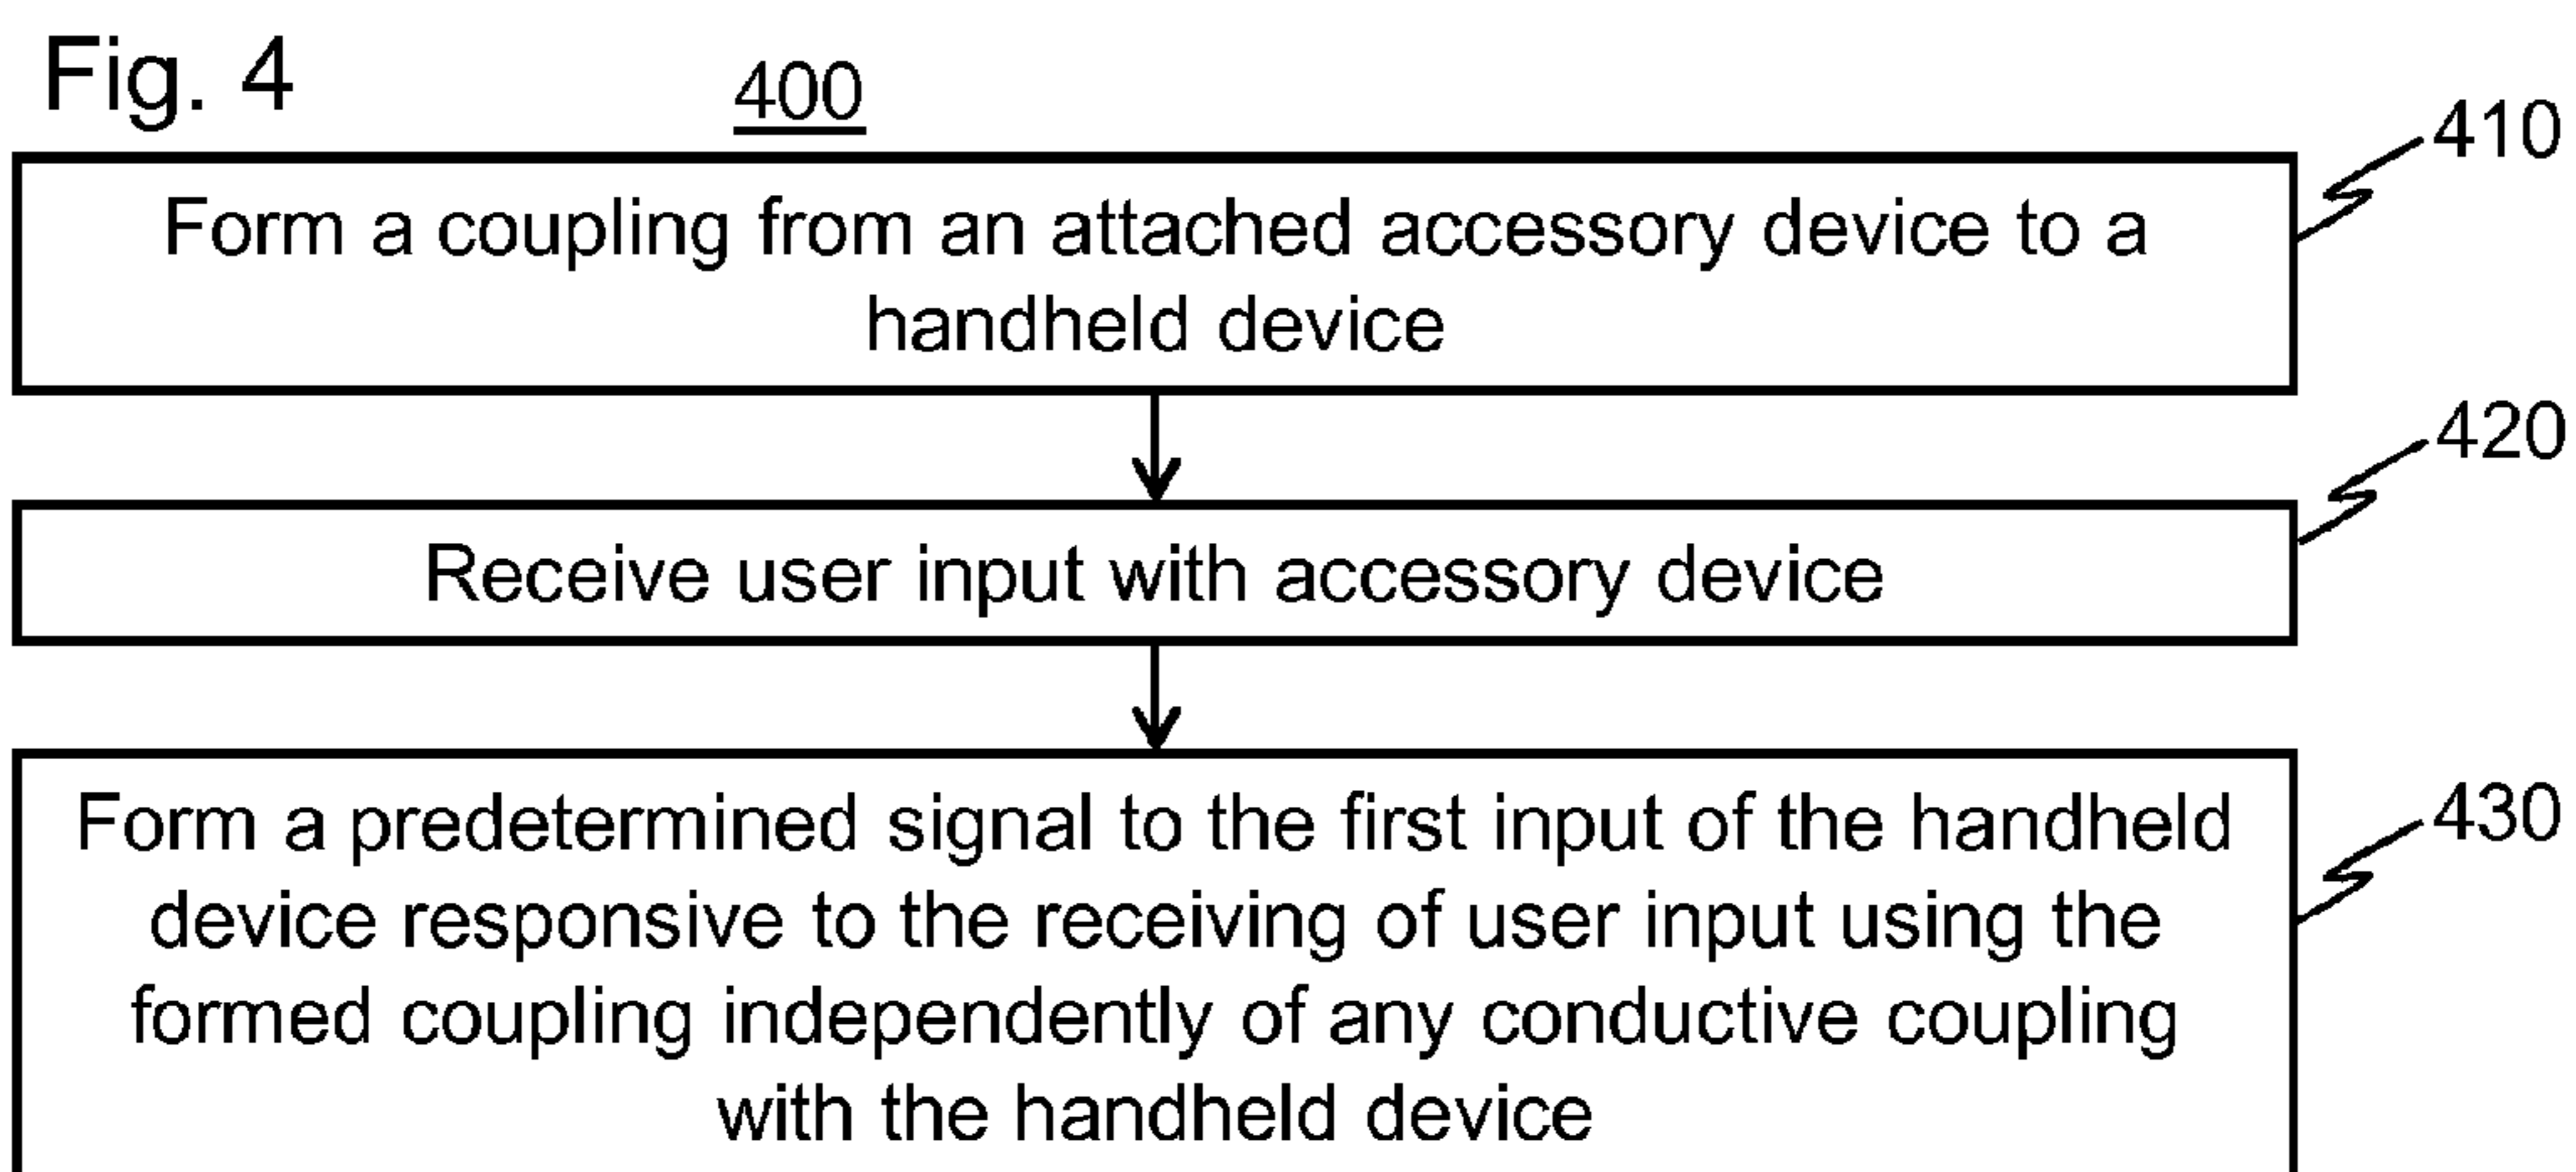 Fig. 4
400
410
Form a coupling from an attached accessory device to a
handheld device
420
Receive user input with accessory device
430
Form a predetermined signal to the first input of the handheld
device responsive to the receiving of user input using the
formed coupling independently of any conductive coupling
with the handheld device